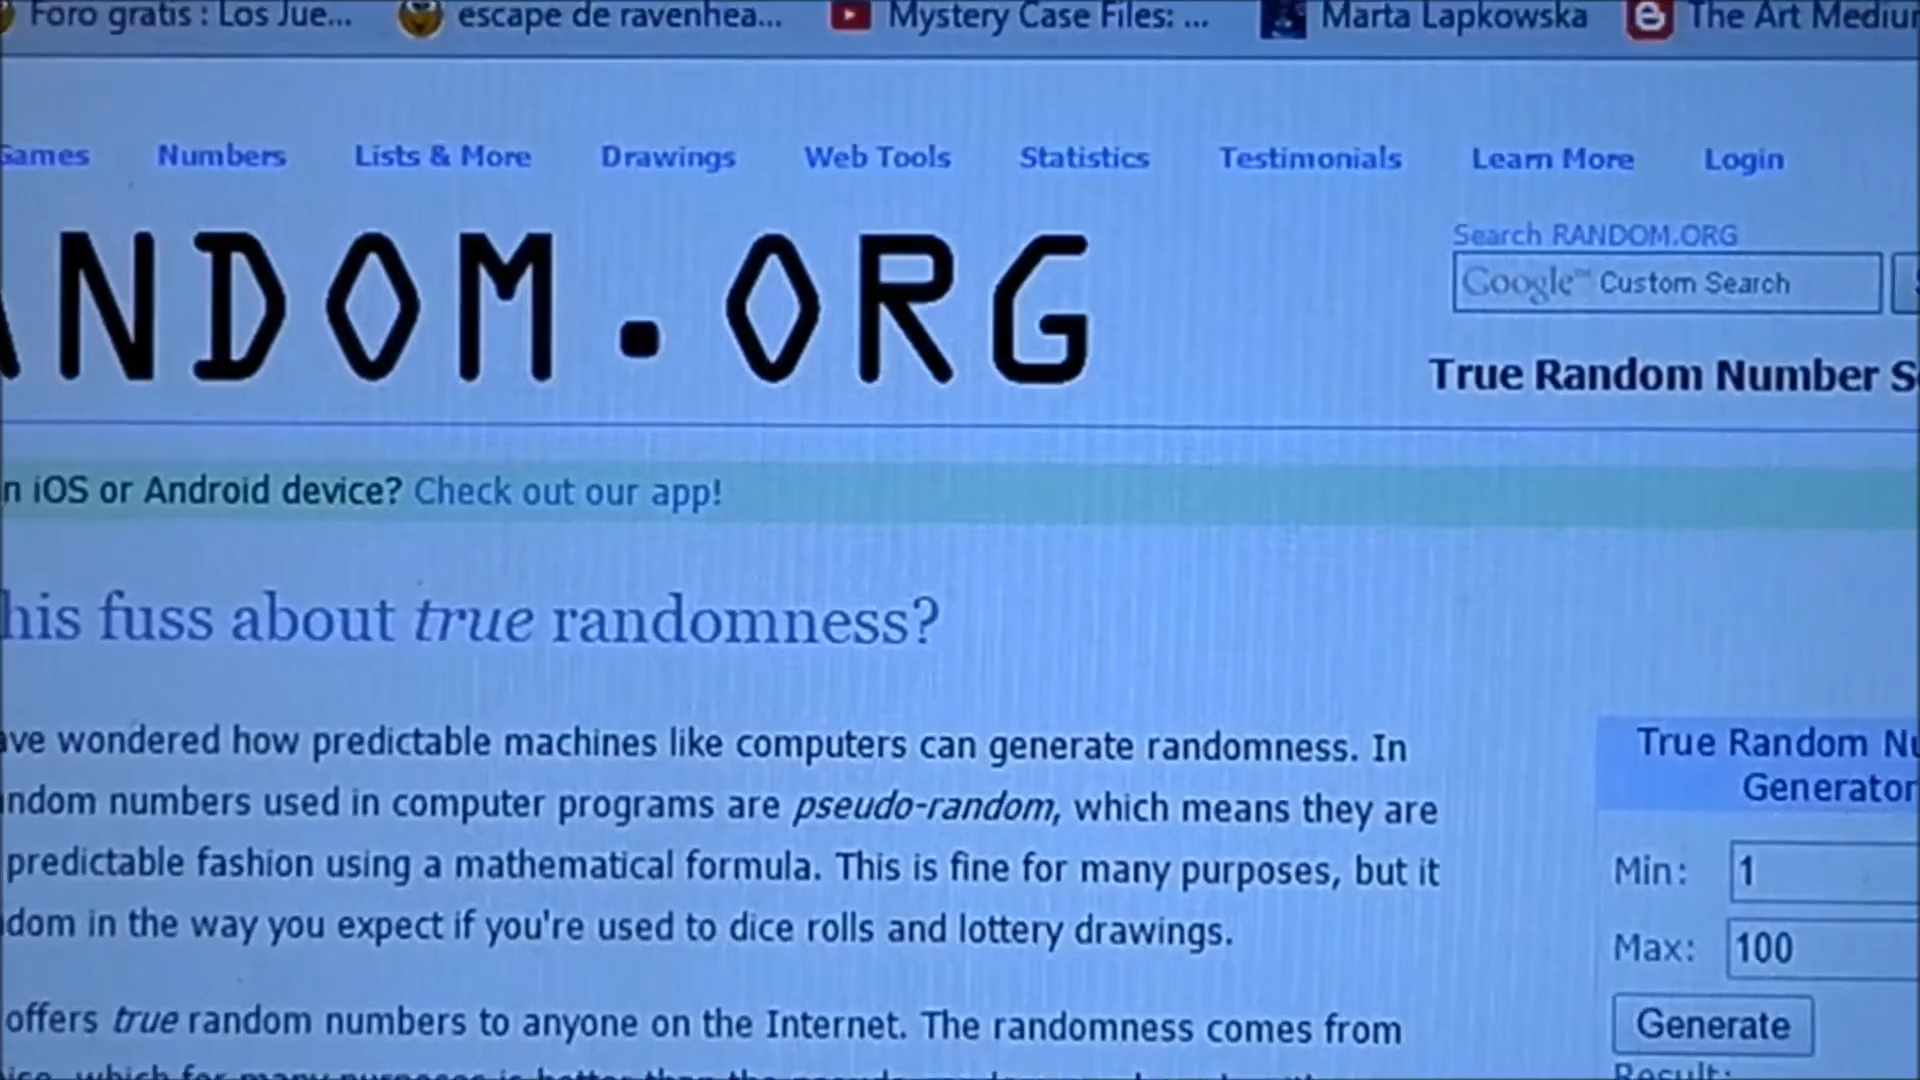 Foro gratis : Los Jue... escape de ravenhea... Mystery Case Files: ... Marta Lapkowska The Art Mediu
Games Numbers Lists & More Drawings Web Tools Statistics Testimonials Learn More Login
NDOM.ORG
Search RANDOM.ORG
Google™ Custom Search
True Random Number S
n iOS or Android device? Check out our app!
his fuss about true randomness?
ve wondered how predictable machines like computers can generate randomness. In
ndom numbers used in computer programs are pseudo-random, which means they are
predictable fashion using a mathematical formula. This is fine for many purposes, but it
dom in the way you expect if you're used to dice rolls and lottery drawings.
offers true random numbers to anyone on the Internet. The randomness comes from
True Random Nu
Generator
Min: 1
Max: 100
Generate
Result: